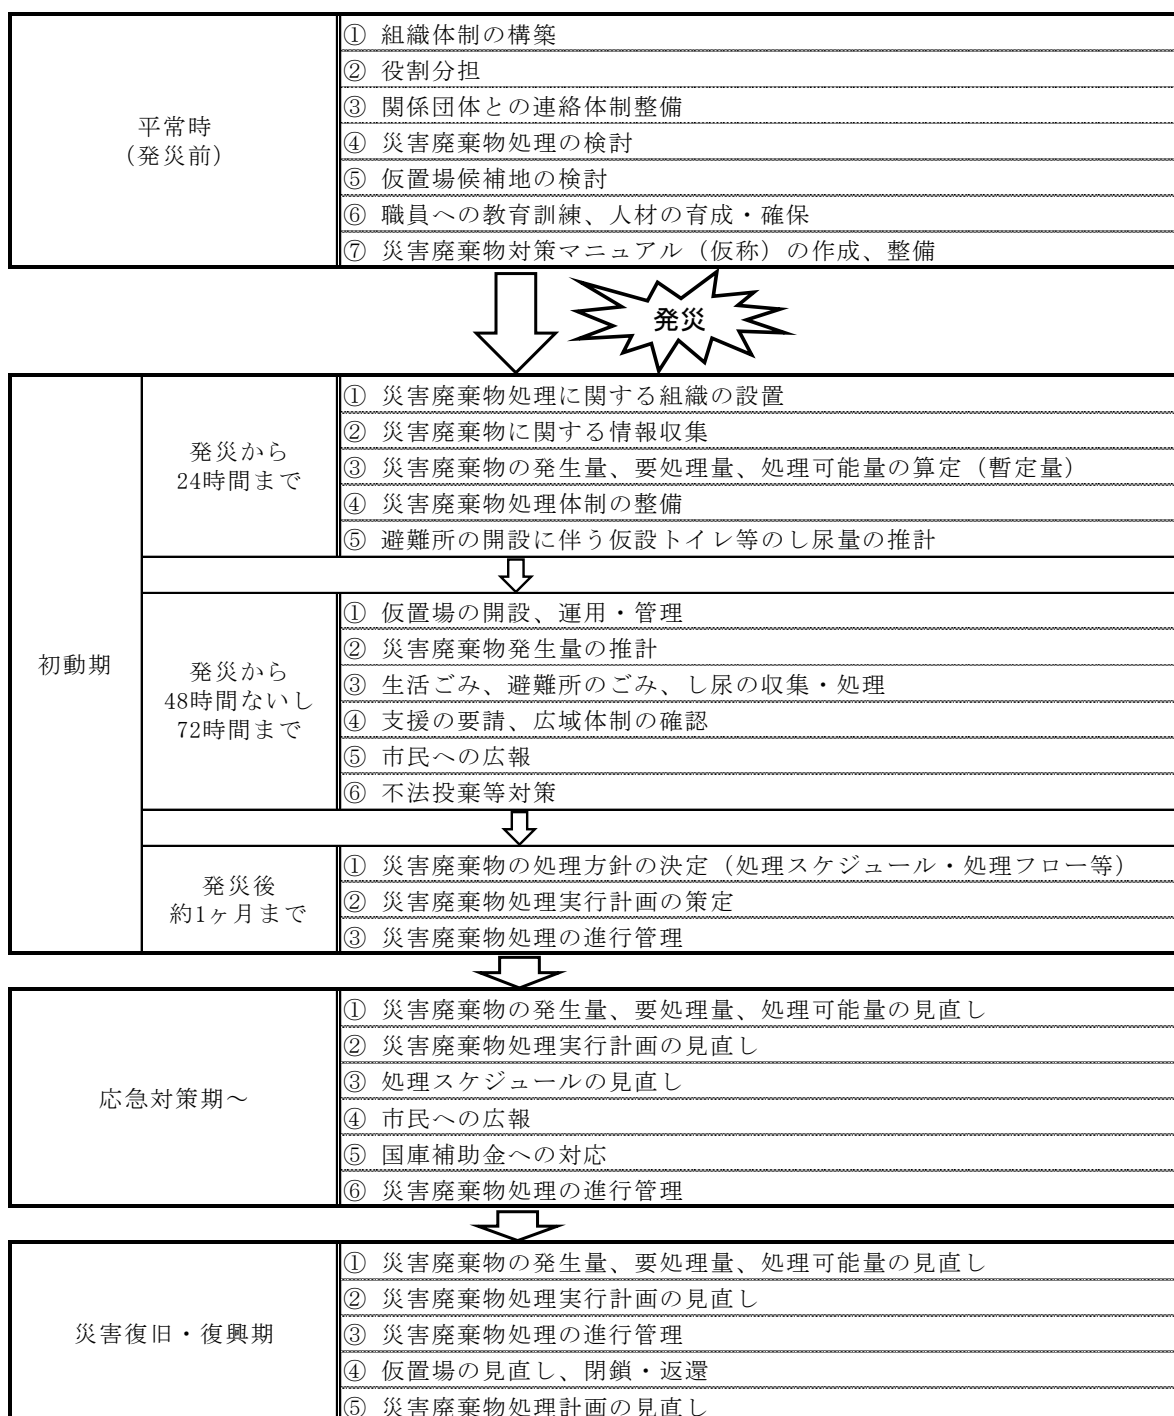 平常時
(発災前)
① 組織体制の構築
② 役割分担
③ 関係団体との連絡体制整備
④ 災害廃棄物処理の検討
⑤ 仮置場候補地の検討
⑥ 職員への教育訓練、人材の育成・確保
⑦ 災害廃棄物対策マニュアル（仮称）の作成、整備
発災
初動期
発災から
24時間まで
① 災害廃棄物処理に関する組織の設置
② 災害廃棄物に関する情報収集
③ 災害廃棄物の発生量、要処理量、処理可能量の算定（暫定量）
④ 災害廃棄物処理体制の整備
⑤ 避難所の開設に伴う仮設トイレ等のし尿量の推計
発災から
48時間ないし
72時間まで
① 仮置場の開設、運用・管理
② 災害廃棄物発生量の推計
③ 生活ごみ、避難所のごみ、し尿の収集・処理
④ 支援の要請、広域体制の確認
⑤ 市民への広報
⑥ 不法投棄等対策
発災後
約1ヶ月まで
① 災害廃棄物の処理方針の決定（処理スケジュール・処理フロー等）
② 災害廃棄物処理実行計画の策定
③ 災害廃棄物処理の進行管理
応急対策期～
① 災害廃棄物の発生量、要処理量、処理可能量の見直し
② 災害廃棄物処理実行計画の見直し
③ 処理スケジュールの見直し
④ 市民への広報
⑤ 国庫補助金への対応
⑥ 災害廃棄物処理の進行管理
災害復旧・復興期
① 災害廃棄物の発生量、要処理量、処理可能量の見直し
② 災害廃棄物処理実行計画の見直し
③ 災害廃棄物処理の進行管理
④ 仮置場の見直し、閉鎖・返還
⑤ 災害廃棄物処理計画の見直し